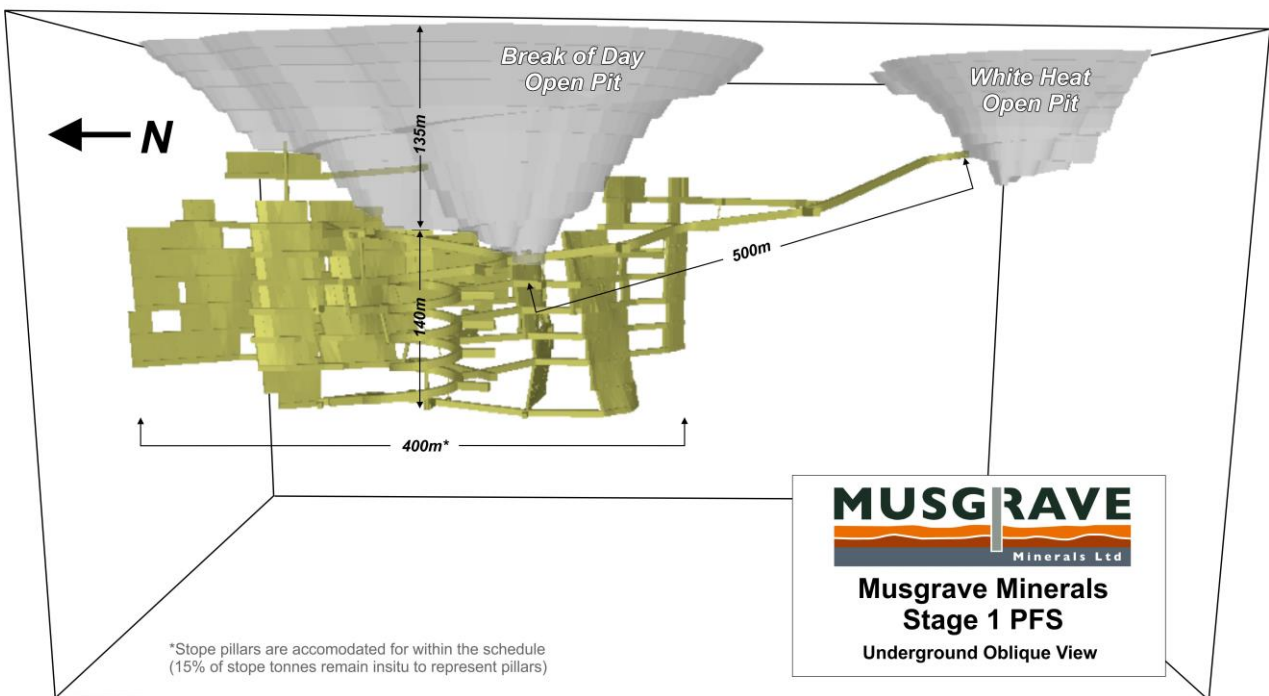 Break of Day
Open Pit
White Heat
Open Pit
N
135m
500m
140m
400m*
MUSGRAVE
Minerals Ltd
Musgrave Minerals
Stage 1 PFS
Underground Oblique View
*Stope pillars are accomodated for within the schedule
(15% of stope tonnes remain insitu to represent pillars)